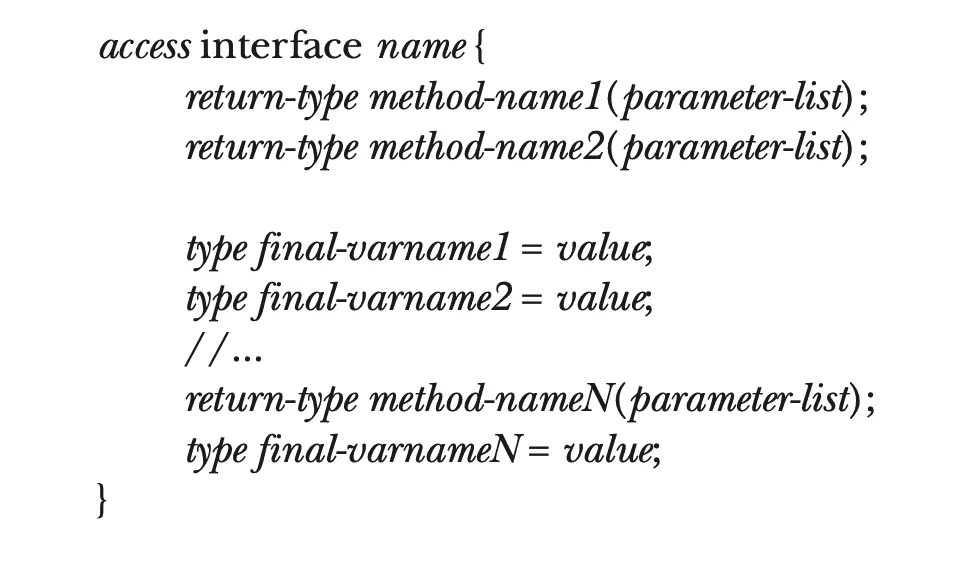 access interface name {
return-type method-name1(parameter-list);
return-type method-name2(parameter-list);
type final-varname1 = value;
type final-varname2 = value;
//...
return-type method-nameN(parameter-list);
type final-varnameN = value;
}